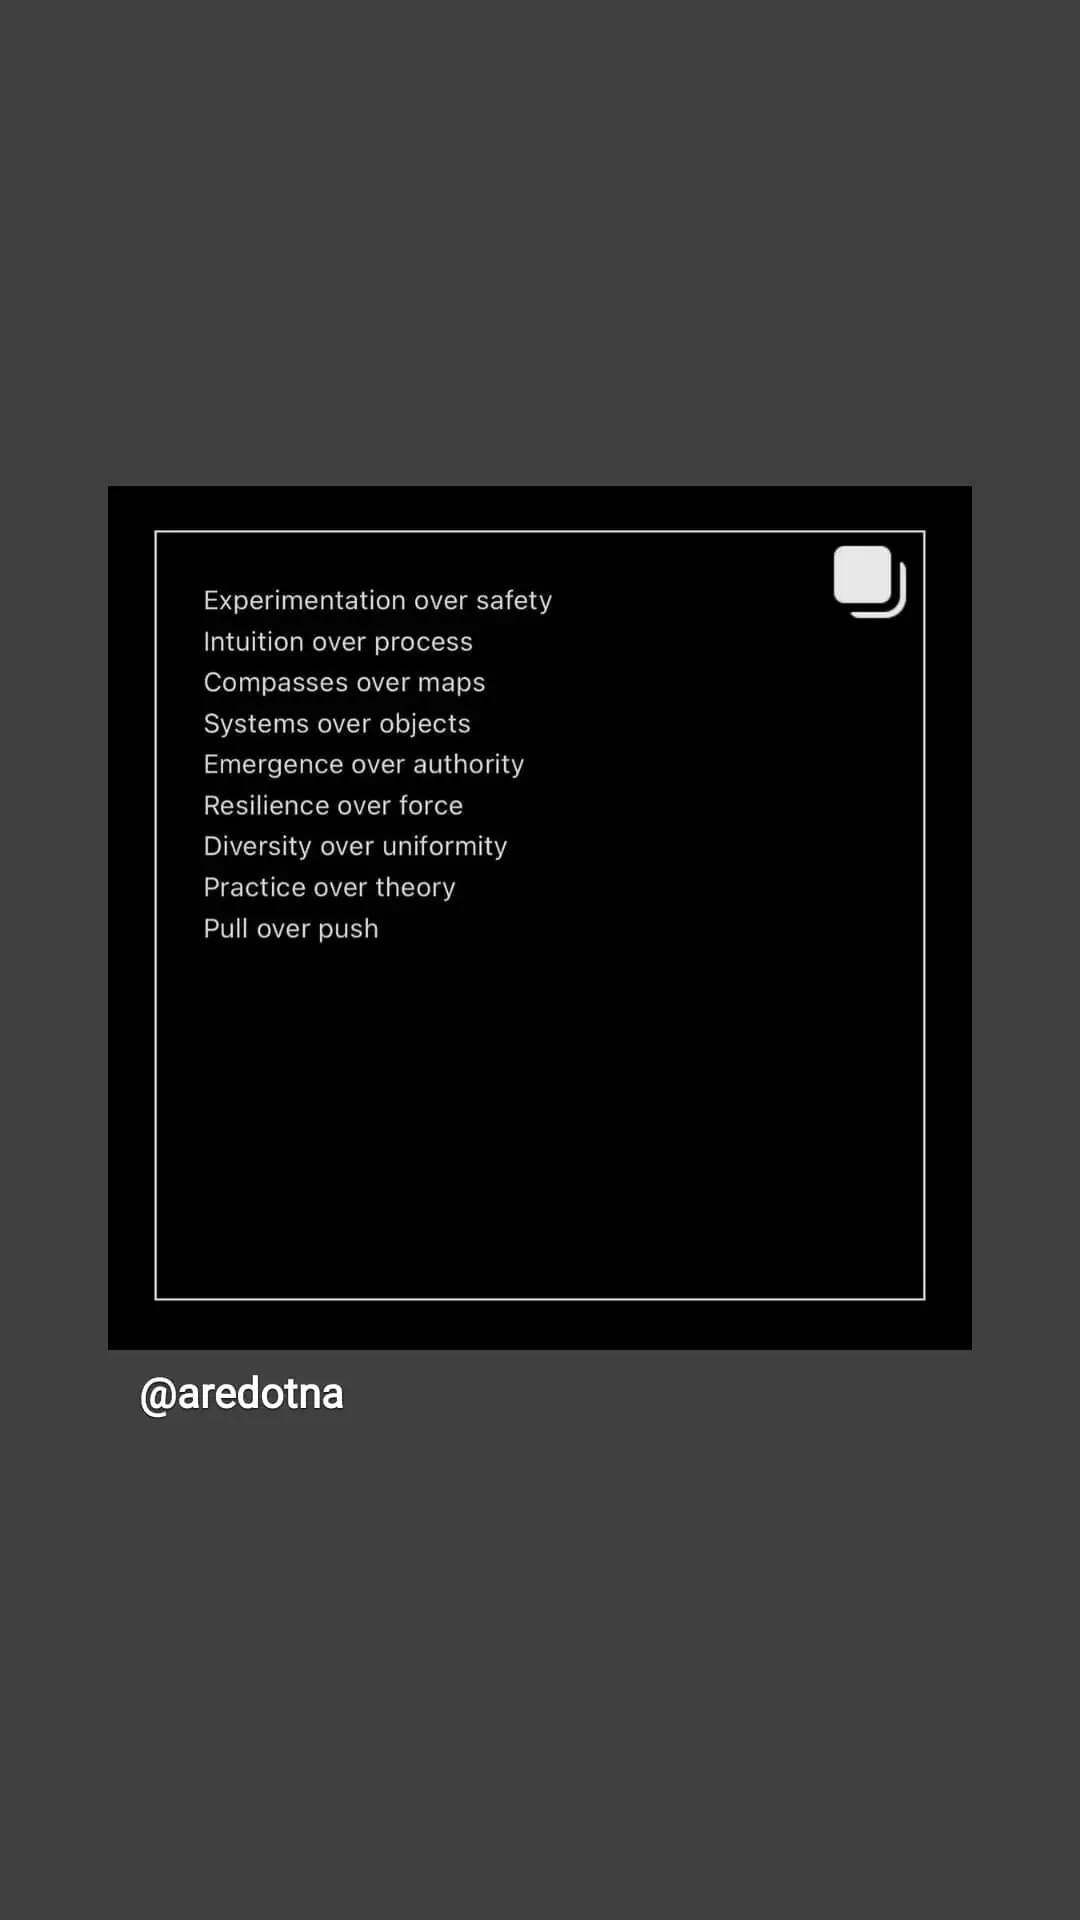 Experimentation over safety
Intuition over process
Compasses over maps
Systems over objects
Emergence over authority
Resilience over force
Diversity over uniformity
Practice over theory
Pull over push
@aredotna